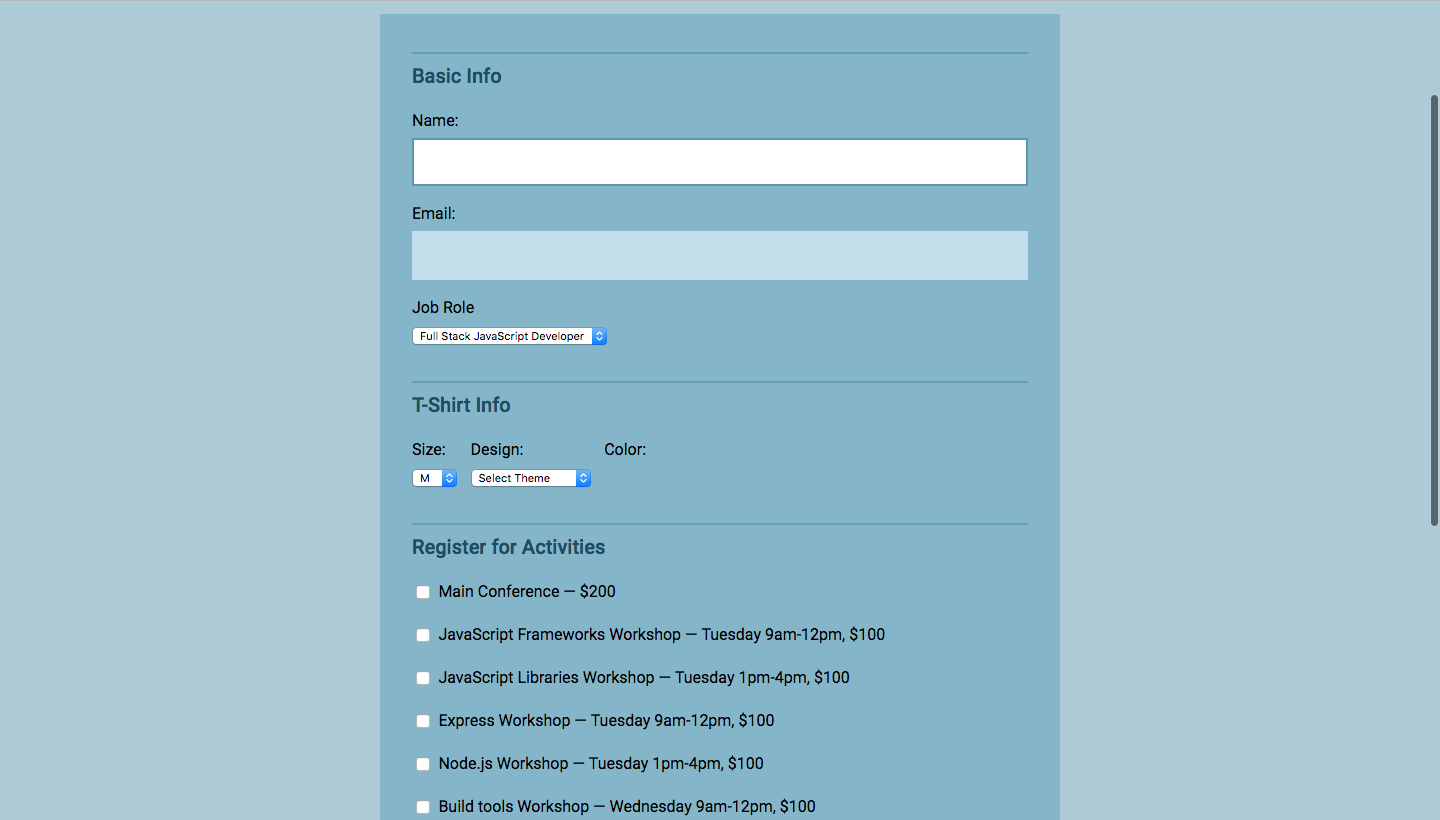 Basic Info
Name:
Email:
Job Role
Full Stack JavaScript Developer
T-Shirt Info
Size: Design: Color:
M Select Theme
Register for Activities
Main Conference — $200
JavaScript Frameworks Workshop — Tuesday 9am-12pm, $100
JavaScript Libraries Workshop — Tuesday 1pm-4pm, $100
Express Workshop — Tuesday 9am-12pm, $100
Node.js Workshop — Tuesday 1pm-4pm, $100
Build tools Workshop — Wednesday 9am-12pm, $100